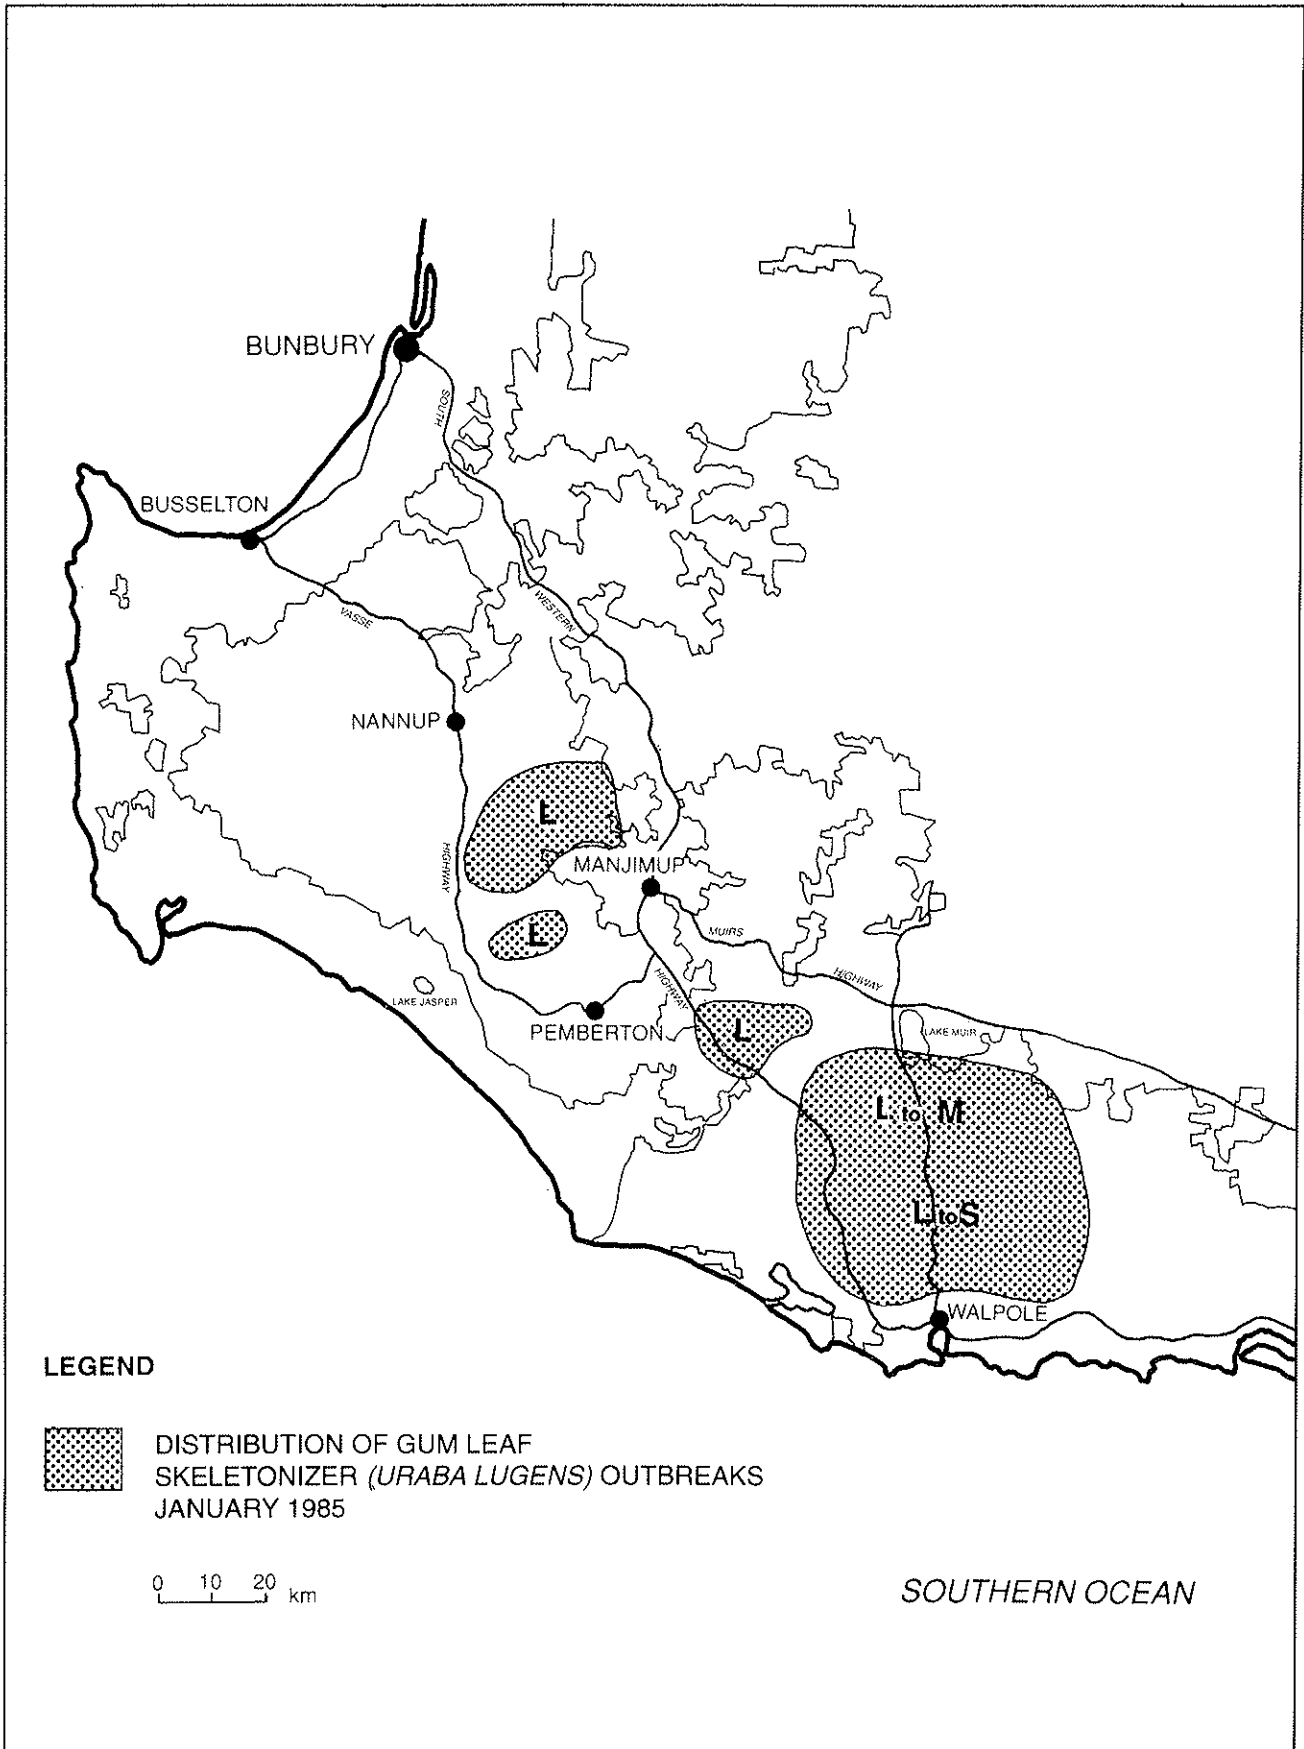 BUNBURY
SOUTH
BUSSELTON
VASSE
WESTERN
NANNUP
L
HIGHWAY
MANJIMUP
L
MUIRS
HIGHWAY
HIGHWAY
LAKE JASPER
PEMBERTON
L
LAKE MUIR
L to M
L to S
WALPOLE
LEGEND
DISTRIBUTION OF GUM LEAF
SKELETONIZER (URABA LUGENS) OUTBREAKS
JANUARY 1985
0 10 20 km
SOUTHERN OCEAN